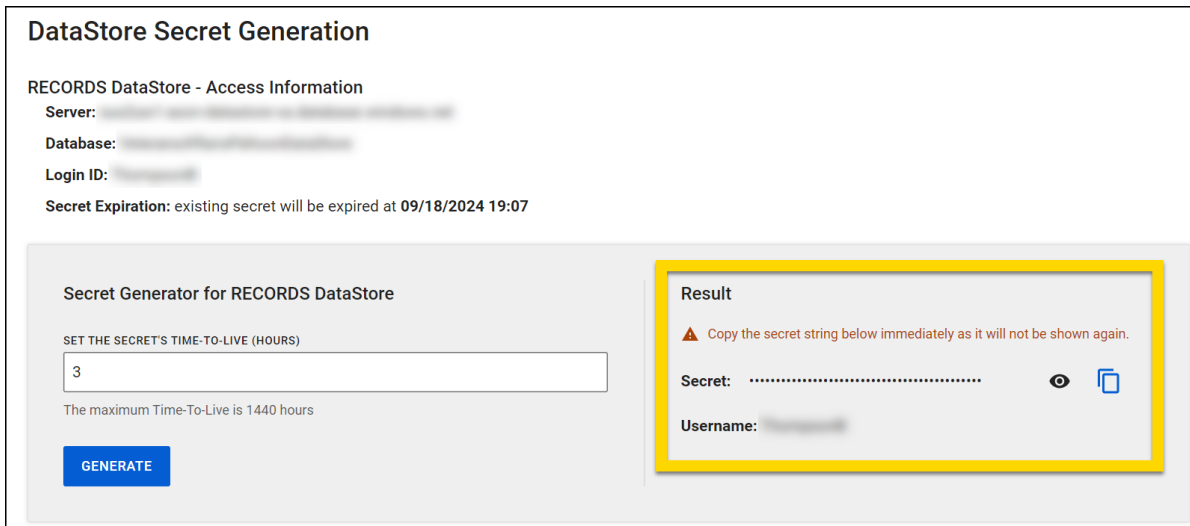 DataStore Secret Generation
RECORDS DataStore - Access Information
Server:
Database:
Login ID:
Secret Expiration: existing secret will be expired at 09/18/2024 19:07
Secret Generator for RECORDS DataStore
SET THE SECRET'S TIME-TO-LIVE (HOURS)
3
The maximum Time-To-Live is 1440 hours
GENERATE
Result
Copy the secret string below immediately as it will not be shown again.
Secret: ••••••••••••••••••••••••••••••••••••••••••••
Username: